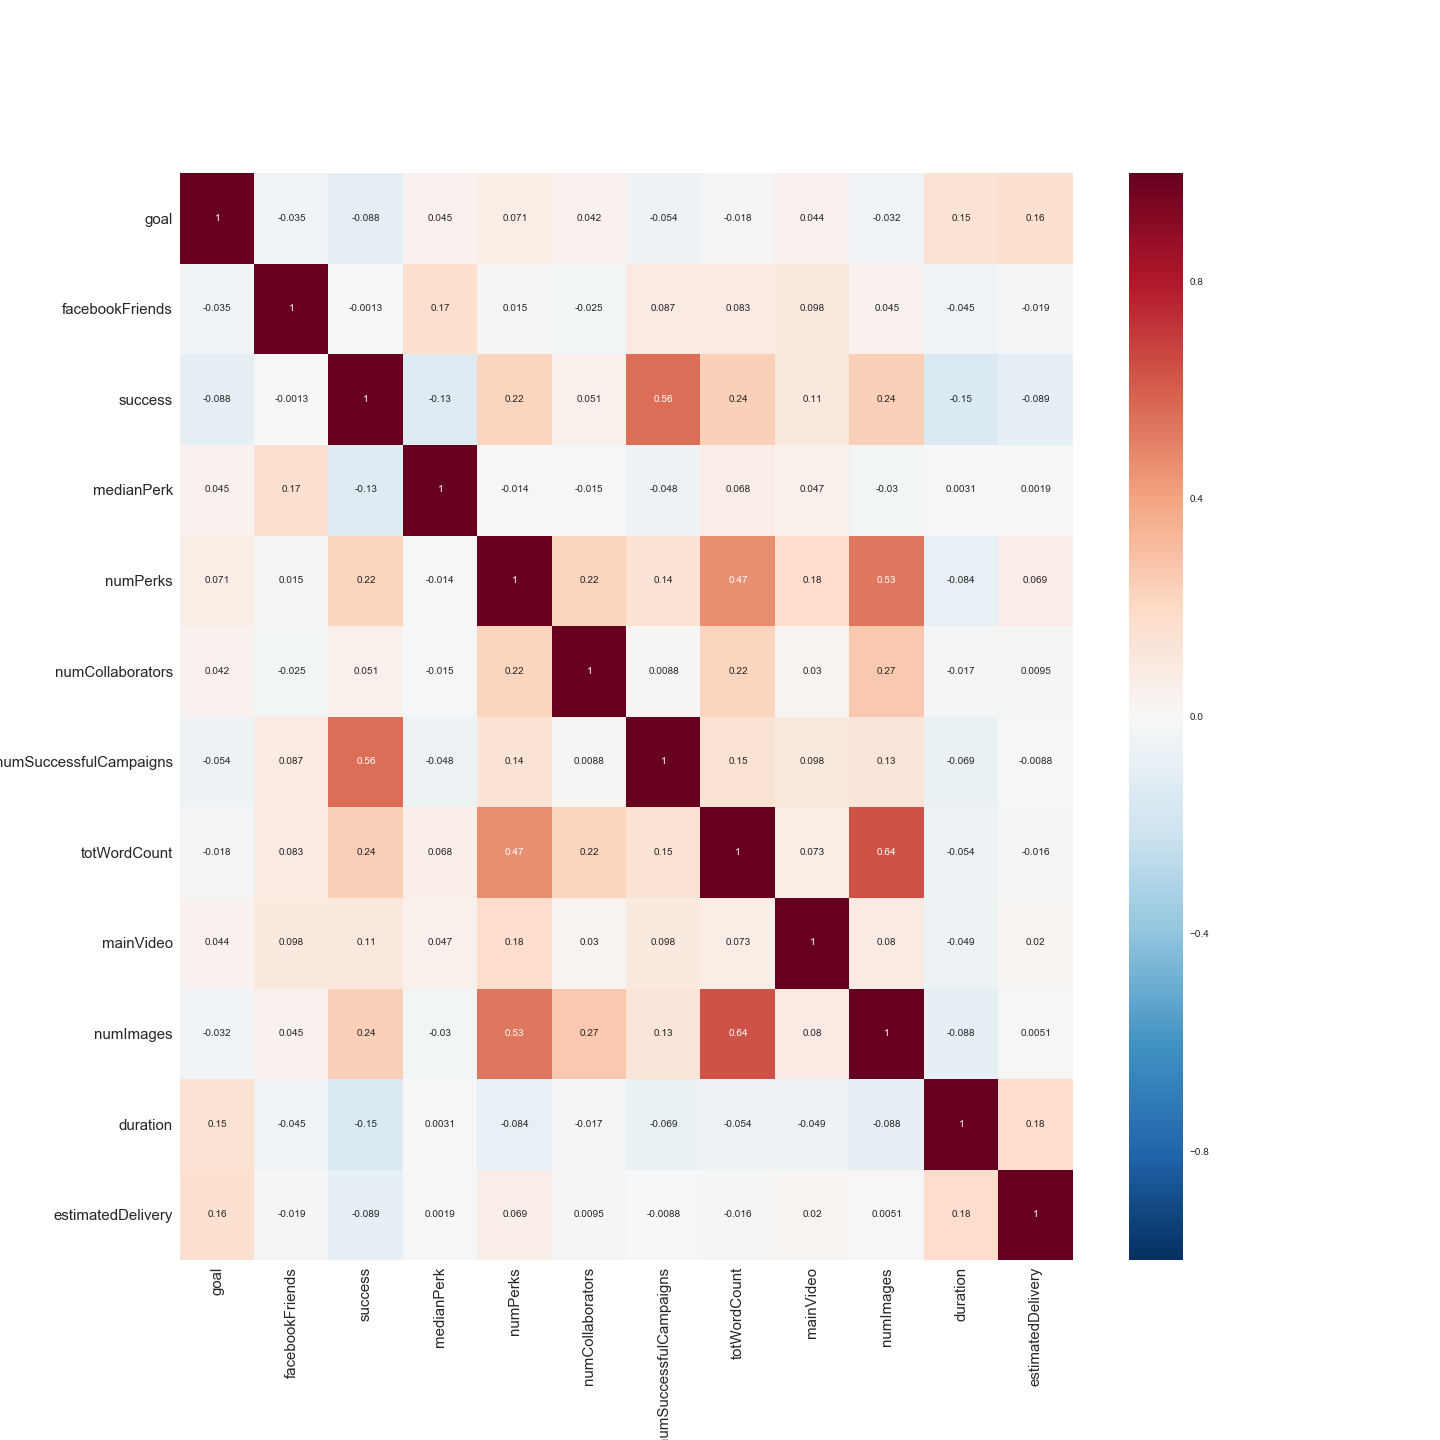 goal 1 -0.035 -0.088 0.045 0.071 0.042 -0.054 -0.018 0.044 -0.032 0.15 0.16
facebookFriends -0.035 1 -0.0013 0.17 0.015 -0.025 0.087 0.083 0.098 0.045 -0.045 -0.019
success -0.088 -0.0013 1 -0.13 0.22 0.051 0.56 0.24 0.11 0.24 -0.15 -0.089
medianPerk 0.045 0.17 -0.13 1 -0.014 -0.015 -0.048 0.068 0.047 -0.03 0.0031 0.0019
numPerks 0.071 0.015 0.22 -0.014 1 0.22 0.14 0.47 0.18 0.53 -0.084 0.069
numCollaborators 0.042 -0.025 0.051 -0.015 0.22 1 0.0088 0.22 0.03 0.27 -0.017 0.0095
numSuccessfulCampaigns -0.054 0.087 0.56 -0.048 0.14 0.0088 1 0.15 0.098 0.13 -0.069 -0.0088
totWordCount -0.018 0.083 0.24 0.068 0.47 0.22 0.15 1 0.073 0.64 -0.054 -0.016
mainVideo 0.044 0.098 0.11 0.047 0.18 0.03 0.098 0.073 1 0.08 -0.049 0.02
numImages -0.032 0.045 0.24 -0.03 0.53 0.27 0.13 0.64 0.08 1 -0.088 0.0051
duration 0.15 -0.045 -0.15 0.0031 -0.084 -0.017 -0.069 -0.054 -0.049 -0.088 1 0.18
estimatedDelivery 0.16 -0.019 -0.089 0.0019 0.069 0.0095 -0.0088 -0.016 0.02 0.0051 0.18 1
goal
facebookFriends
success
medianPerk
numPerks
numCollaborators
numSuccessfulCampaigns
totWordCount
mainVideo
numImages
duration
estimatedDelivery
0.8
0.4
0.0
−0.4
−0.8